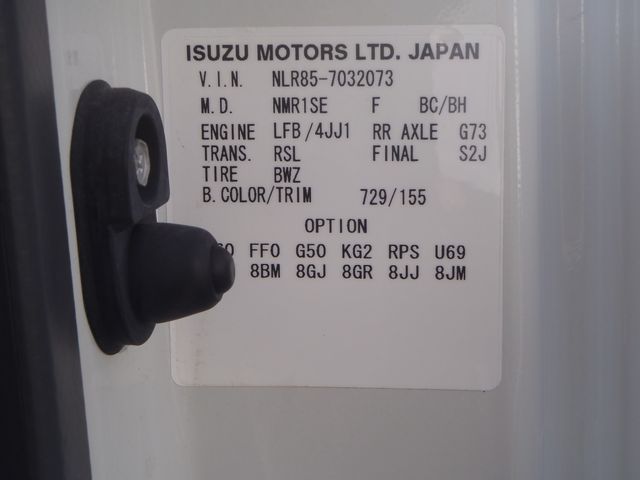 ISUZU MOTORS LTD. JAPAN
V.I.N. NLR85-7032073
M.D. NMR1SE F BC/BH
ENGINE LFB/4JJ1 RR AXLE G73
TRANS. RSL FINAL S2J
TIRE BWZ
B.COLOR/TRIM 729/155
OPTION
FF0 G50 KG2 RPS U69
8BM 8GJ 8GR 8JJ 8JM